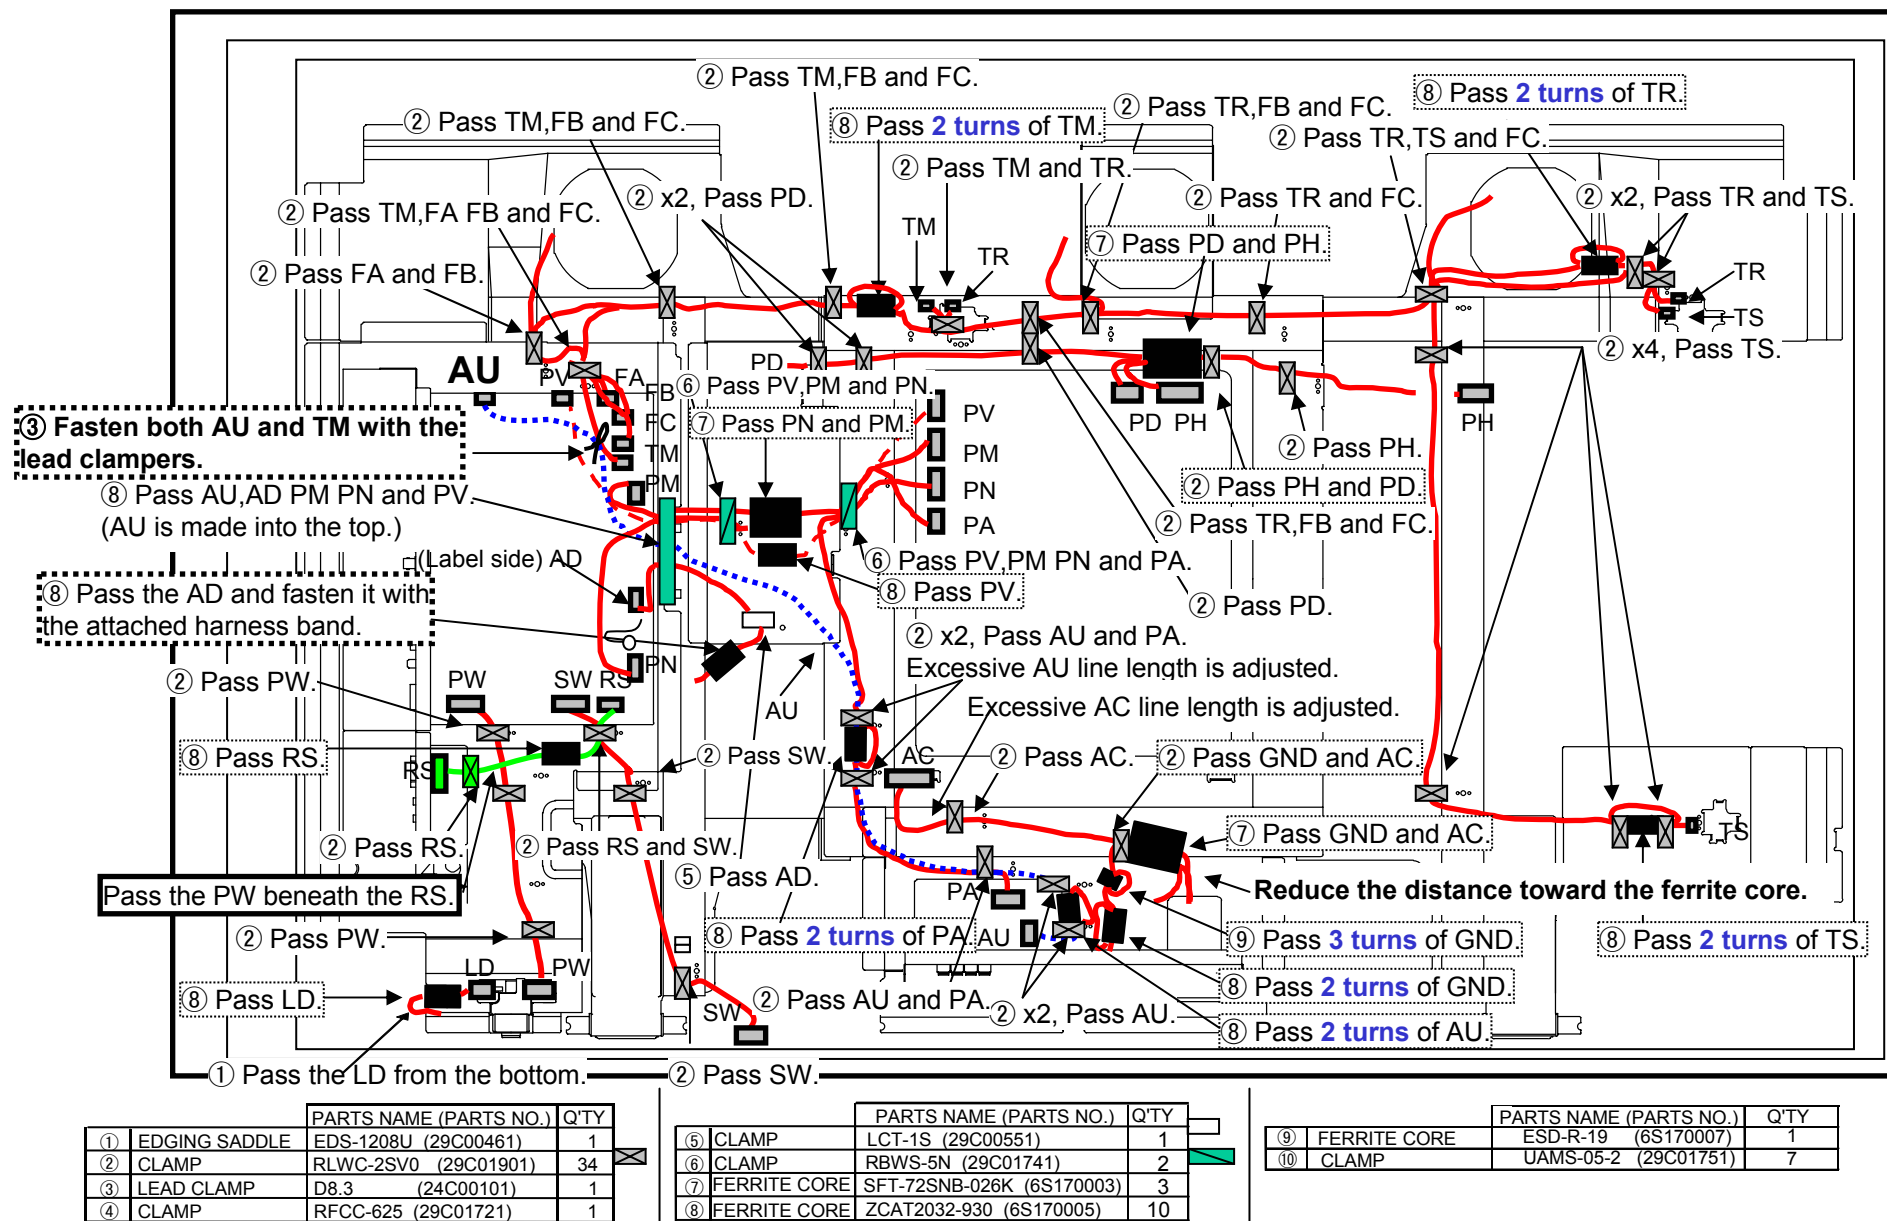 ② Pass TM,FB and FC.
⑧ Pass 2 turns of TR.
② Pass TM,FB and FC.
⑧ Pass 2 turns of TM.
② Pass TR,FB and FC.
② Pass TR,TS and FC.
② Pass TM and TR.
② x2, Pass PD.
② Pass TM,FA FB and FC.
② Pass TR and FC.
② x2, Pass TR and TS.
TM
⑦ Pass PD and PH.
TR
② Pass FA and FB.
TR
TS
② x4, Pass TS.
AU
PV
FA
PD
FB
⑥ Pass PV,PM and PN.
PV
PD
PH
PH
FC
⑦ Pass PN and PM.
③ Fasten both AU and TM with the
lead clampers.
TM
PM
② Pass PH.
PM
⑧ Pass AU,AD PM PN and PV.
(AU is made into the top.)
PN
② Pass PH and PD.
PA
② Pass TR,FB and FC.
(Label side) AD
⑥ Pass PV,PM PN and PA.
⑧ Pass PV.
② Pass PD.
⑧ Pass the AD and fasten it with
the attached harness band.
② x2, Pass AU and PA.
Excessive AU line length is adjusted.
PN
② Pass PW.
PW
SW
RS
AU
Excessive AC line length is adjusted.
⑧ Pass RS.
RS
② Pass SW.
AC
② Pass AC.
② Pass GND and AC.
② Pass RS.
② Pass RS and SW.
⑦ Pass GND and AC.
TS
⑤ Pass AD.
Pass the PW beneath the RS.
PA
Reduce the distance toward the ferrite core.
② Pass PW.
⑧ Pass 2 turns of PA.
AU
⑨ Pass 3 turns of GND.
⑧ Pass 2 turns of TS.
LD
PW
⑧ Pass LD.
② Pass AU and PA.
② x2, Pass AU.
⑧ Pass 2 turns of GND.
SW
⑧ Pass 2 turns of AU.
① Pass the LD from the bottom.
② Pass SW.
PARTS NAME (PARTS NO.) Q'TY
① EDGING SADDLE EDS-1208U (29C00461) 1
② CLAMP RLWC-2SV0 (29C01901) 34
③ LEAD CLAMP D8.3 (24C00101) 1
④ CLAMP RFCC-625 (29C01721) 1
PARTS NAME (PARTS NO.) Q'TY
⑤ CLAMP LCT-1S (29C00551) 1
⑥ CLAMP RBWS-5N (29C01741) 2
⑦ FERRITE CORE SFT-72SNB-026K (6S170003) 3
⑧ FERRITE CORE ZCAT2032-930 (6S170005) 10
PARTS NAME (PARTS NO.) Q'TY
⑨ FERRITE CORE ESD-R-19 (6S170007) 1
⑩ CLAMP UAMS-05-2 (29C01751) 7